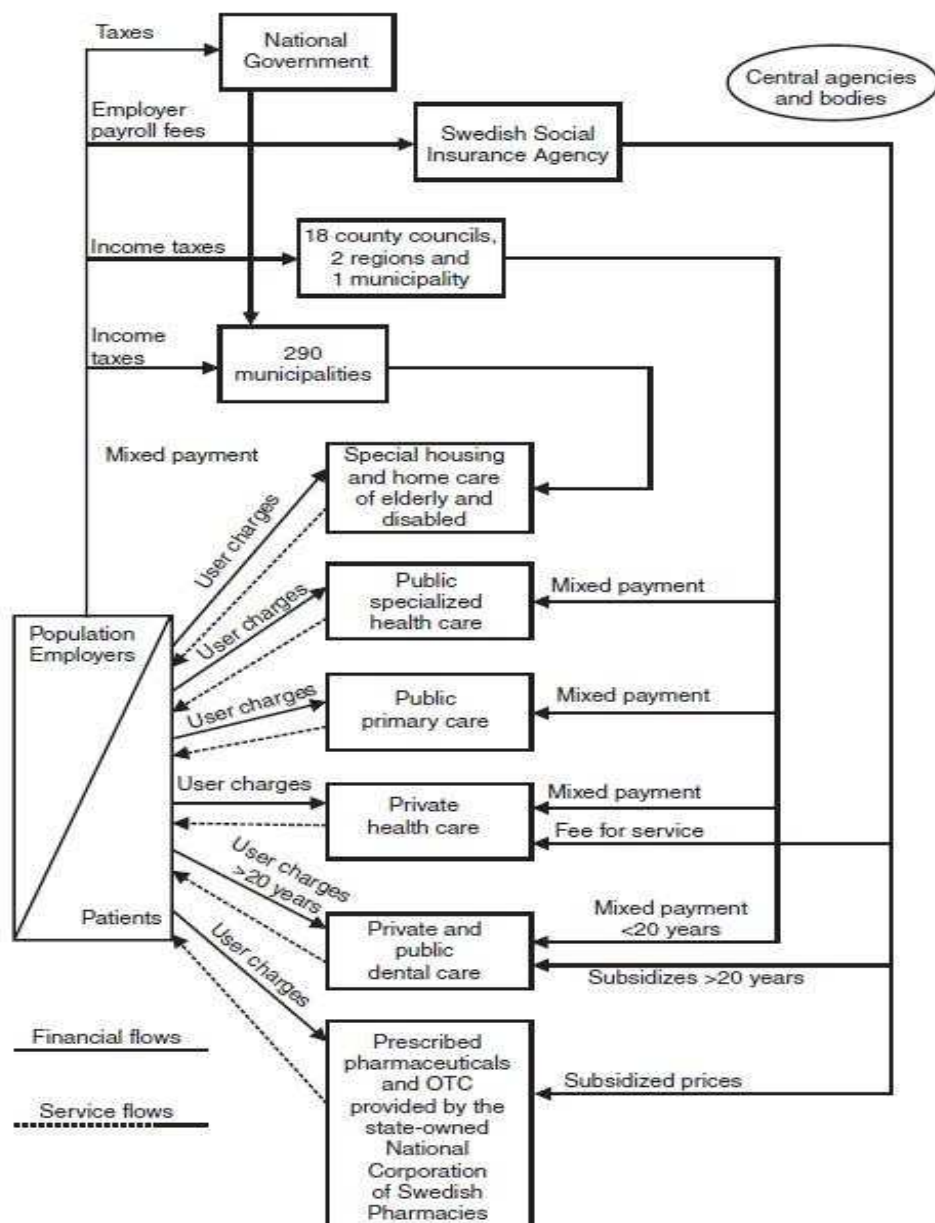 Taxes
National
Government
Central agencies
and bodies
Employer
payroll fees
Swedish Social
Insurance Agency
Income taxes
18 county councils,
2 regions and
1 municipality
Income
taxes
290
municipalities
Mixed payment
Special housing
and home care
of elderly and
disabled
User charges
Public
specialized
health care
Mixed payment
User charges
Population
Employers
Public
primary care
Mixed payment
User charges
User charges
Private
health care
Mixed payment
Fee for service
User charges
>20 years
Patients
Private and
public
dental care
Mixed payment
<20 years
Subsidizes >20 years
User charges
Financial flows
Service flows
Prescribed
pharmaceuticals
and OTC
provided by the
state-owned
National
Corporation
of Swedish
Pharmacies
Subsidized prices